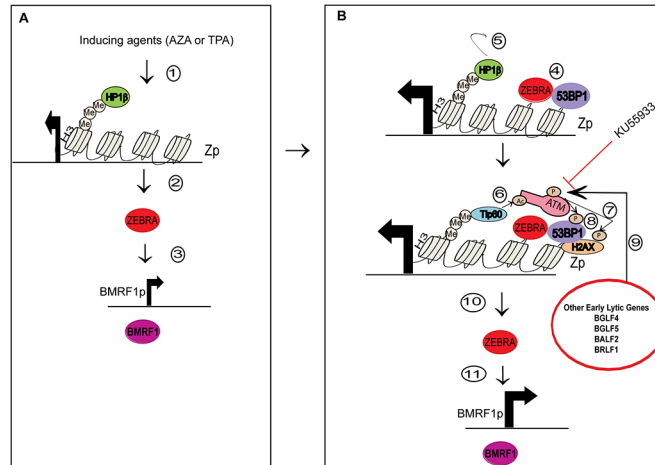 A
Inducing agents (AZA or TPA)
1
HP1β
Me
Me
Me
H3
Zp
2
ZEBRA
3
BMRF1p
BMRF1
B
5
HP1β
4
Me
Me
Me
ZEBRA
53BP1
H3
Zp
KU55933
6
P
Ac
ATM
7
Tip60
P
8
Me
Me
ZEBRA
53BP1
P
H2AX
9
H3
Zp
Other Early Lytic Genes
BGLF4
BGLF5
BALF2
BRLF1
10
ZEBRA
11
BMRF1p
BMRF1